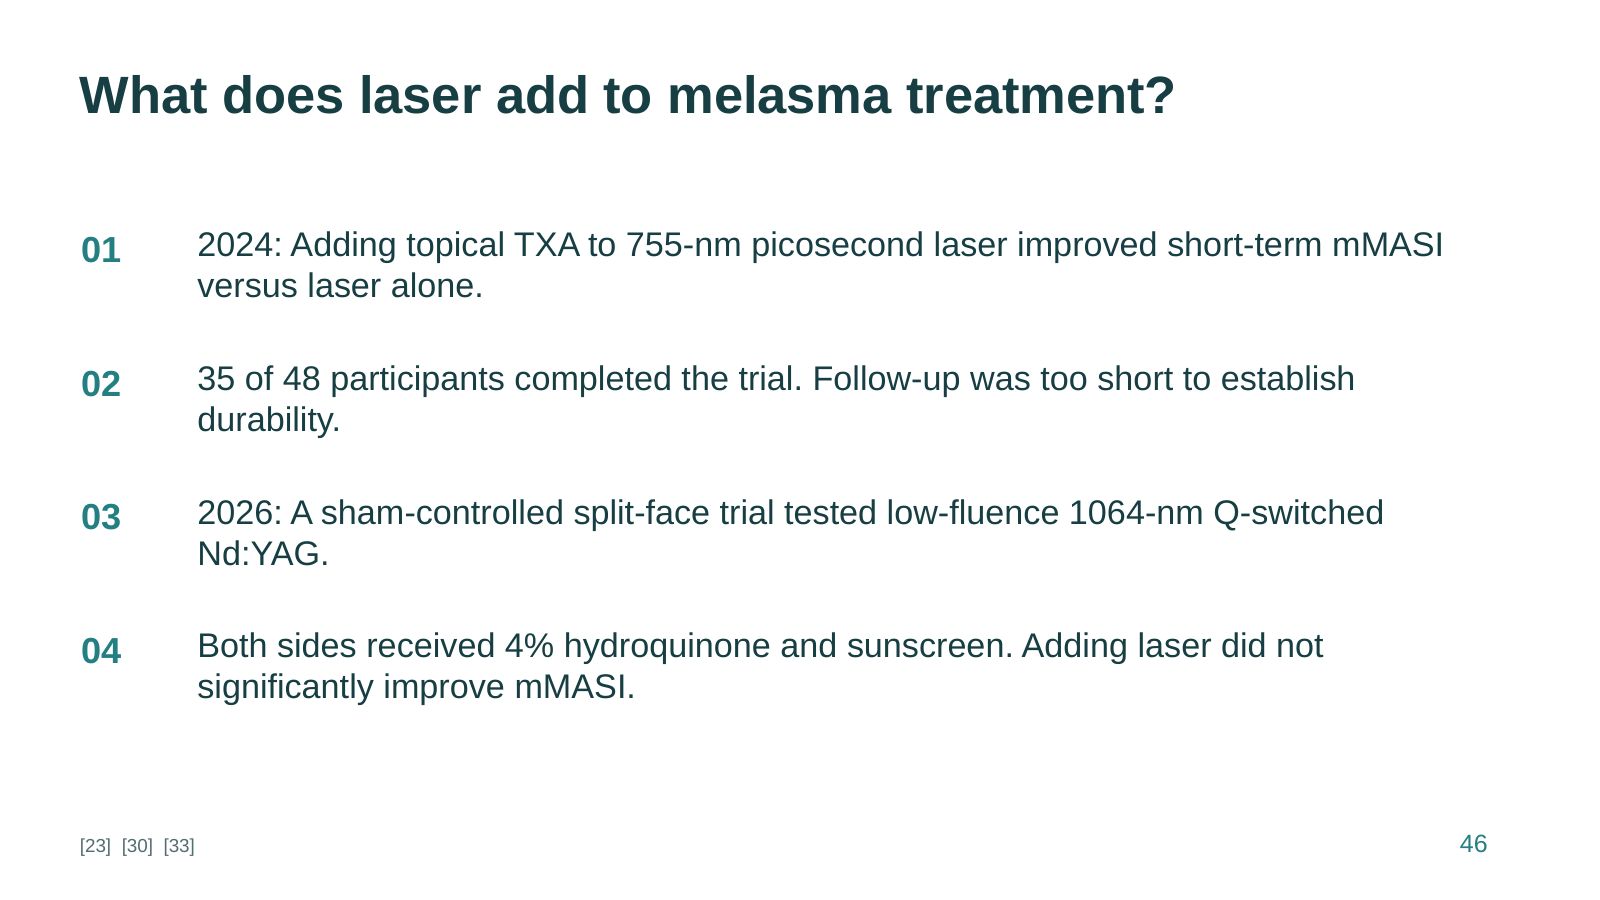 What does laser add to melasma treatment?
01
2024: Adding topical TXA to 755-nm picosecond laser improved short-term mMASI
versus laser alone.
02
35 of 48 participants completed the trial. Follow-up was too short to establish
durability.
03
2026: A sham-controlled split-face trial tested low-fluence 1064-nm Q-switched
Nd:YAG.
04
Both sides received 4% hydroquinone and sunscreen. Adding laser did not
significantly improve mMASI.
[23] [30] [33]
46